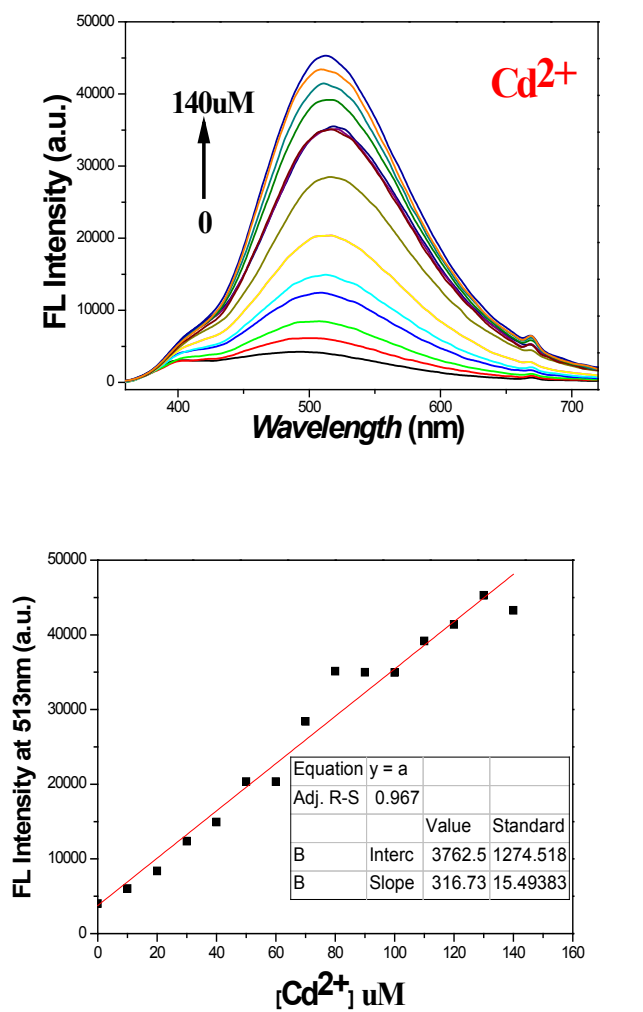 50000
40000
30000
20000
10000
0
FL Intensity (a.u.)
Cd2+
140uM
0
400 500 600 700
Wavelength (nm)
50000
40000
30000
20000
10000
0
FL Intensity at 513nm (a.u.)
Equation y = a
Adj. R-S 0.967
Value Standard
B Interc 3762.5 1274.518
B Slope 316.73 15.49383
0 20 40 60 80 100 120 140 160
[Cd2+] uM